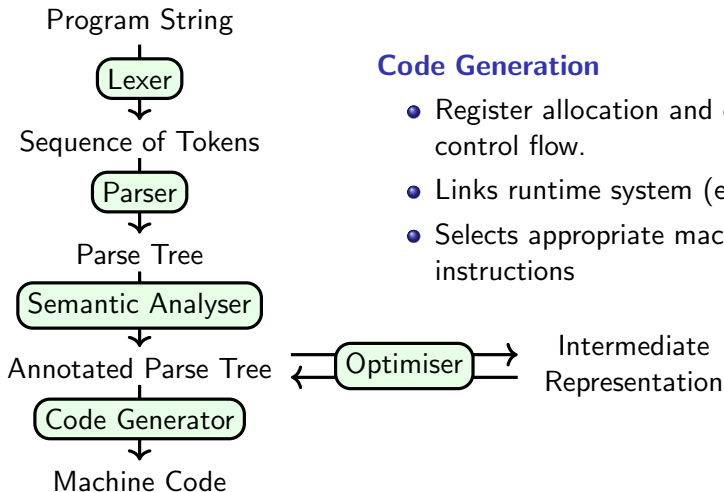 Program String
Lexer
Sequence of Tokens
Parser
Parse Tree
Semantic Analyser
Annotated Parse Tree
Code Generator
Machine Code
Optimiser
Intermediate
Representation
Code Generation
Register allocation and
control flow.
Links runtime system (e
Selects appropriate mac
instructions